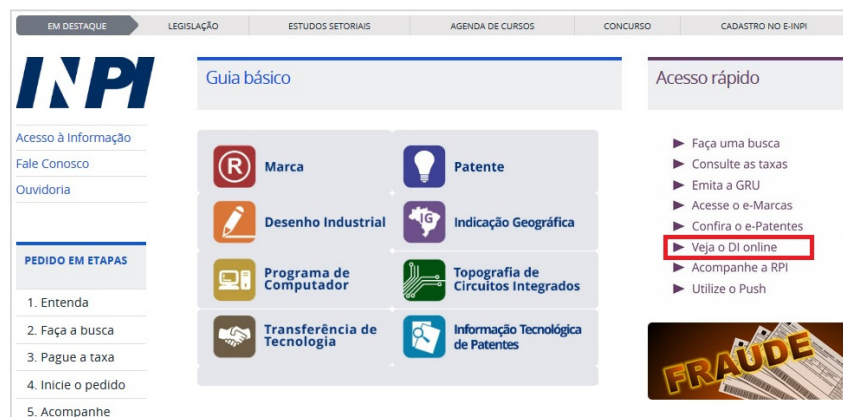 EM DESTAQUE
LEGISLAÇÃO
ESTUDOS SETORIAIS
AGENDA DE CURSOS
CONCURSO
CADASTRO NO E-INPI
INPI
Acesso à Informação
Fale Conosco
Ouvidoria
PEDIDO EM ETAPAS
1. Entenda
2. Faça a busca
3. Pague a taxa
4. Inicie o pedido
5. Acompanhe
Guia básico
R
Marca
Patente
Desenho Industrial
IG
Indicação Geográfica
Programa de
Computador
Topografia de
Circuitos Integrados
Transferência de
Tecnologia
Informação Tecnológica
de Patentes
Acesso rápido
Faça uma busca
Consulte as taxas
Emita a GRU
Acesse o e-Marcas
Confira o e-Patentes
Veja o DI online
Acompanhe a RPI
Utilize o Push
FRAUDE